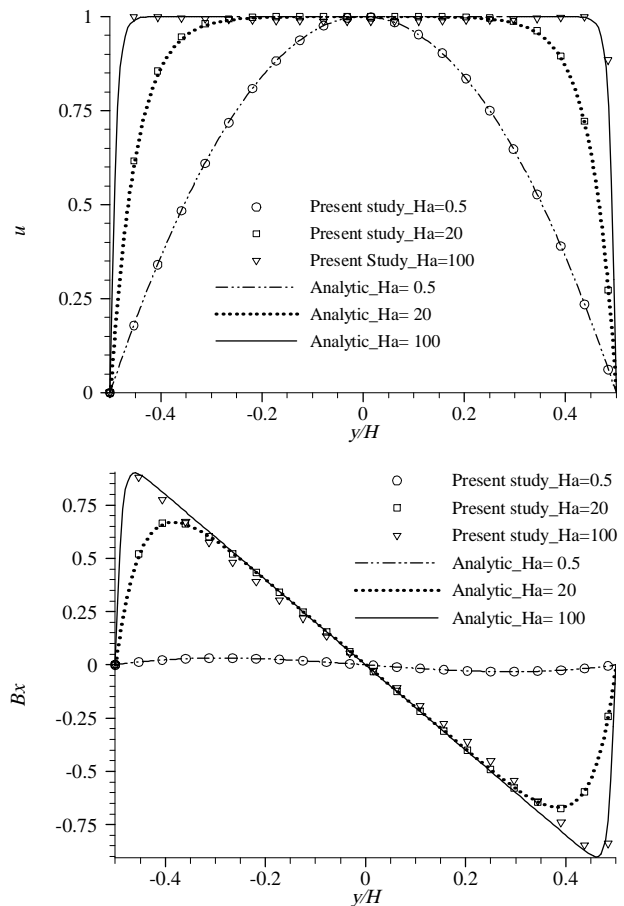 1
0.75
u
0.5
0.25
0
Present study_Ha=0.5
Present study_Ha=20
Present Study_Ha=100
Analytic_Ha= 0.5
Analytic_Ha= 20
Analytic_Ha= 100
-0.4 -0.2 0 0.2 0.4
y/H
0.75
0.5
0.25
0
Bx
-0.25
-0.5
-0.75
Present study_Ha=0.5
Present study_Ha=20
Present study_Ha=100
Analytic_Ha= 0.5
Analytic_Ha= 20
Analytic_Ha= 100
-0.4 -0.2 0 0.2 0.4
y/H